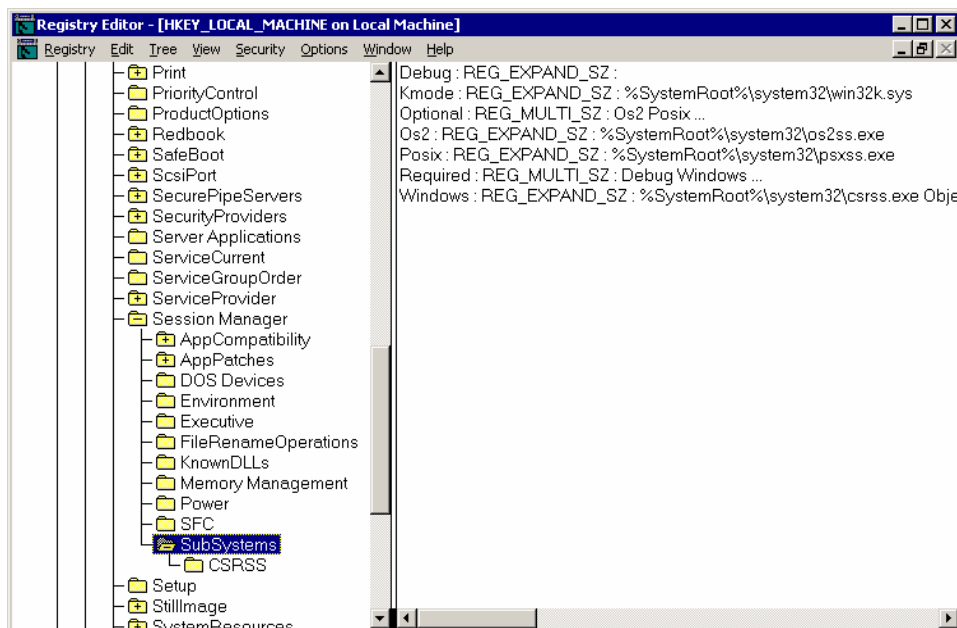 Registry Editor - [HKEY_LOCAL_MACHINE on Local Machine]
Registry Edit Tree View Security Options Window Help
Print
PriorityControl
ProductOptions
Redbook
SafeBoot
ScsiPort
SecurePipeServers
SecurityProviders
Server Applications
ServiceCurrent
ServiceGroupOrder
ServiceProvider
Session Manager
AppCompatibility
AppPatches
DOS Devices
Environment
Executive
FileRenameOperations
KnownDLLs
Memory Management
Power
SFC
SubSystems
CSRSS
Setup
StillImage
SystemResources
Debug : REG_EXPAND_SZ :
Kmode : REG_EXPAND_SZ : %SystemRoot%\system32\win32k.sys
Optional : REG_MULTI_SZ : Os2 Posix ...
Os2 : REG_EXPAND_SZ : %SystemRoot%\system32\os2ss.exe
Posix : REG_EXPAND_SZ : %SystemRoot%\system32\psxss.exe
Required : REG_MULTI_SZ : Debug Windows ...
Windows : REG_EXPAND_SZ : %SystemRoot%\system32\csrss.exe Obje